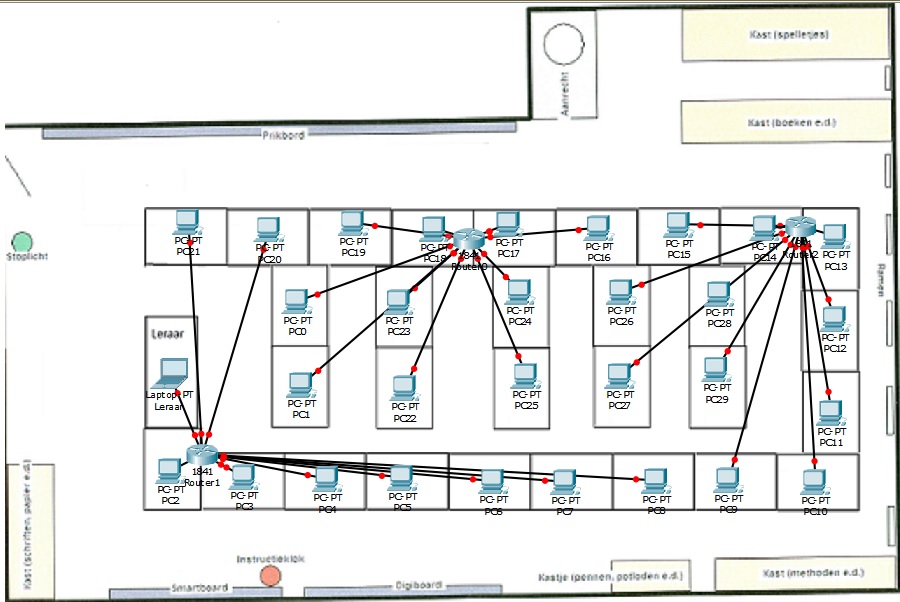 Kast (spelletjes)
Aanrecht
Kast (boeken e.d.)
Prikbord
Stoplicht
PC-PT
PC21
PC-PT
PC20
PC-PT
PC19
PC-PT
PC18
1841
Router0
PC-PT
PC17
PC-PT
PC16
PC-PT
PC15
PC-PT
PC14
Router2
PC-PT
PC13
Ramen
PC-PT
PC0
PC-PT
PC23
PC-PT
PC24
PC-PT
PC26
PC-PT
PC28
PC-PT
PC12
Leraar
Laptop-PT
Leraar
PC-PT
PC1
PC-PT
PC22
PC-PT
PC25
PC-PT
PC27
PC-PT
PC29
PC-PT
PC11
1841
Router1
PC-PT
PC2
PC-PT
PC3
PC-PT
PC4
PC-PT
PC5
PC-PT
PC6
PC-PT
PC7
PC-PT
PC8
PC-PT
PC9
PC-PT
PC10
Kast (schriften, papier e.d.)
Instructieklok
Smartboard
Digiboard
Kastje (pennen, potloden e.d.)
Kast (methoden e.d.)